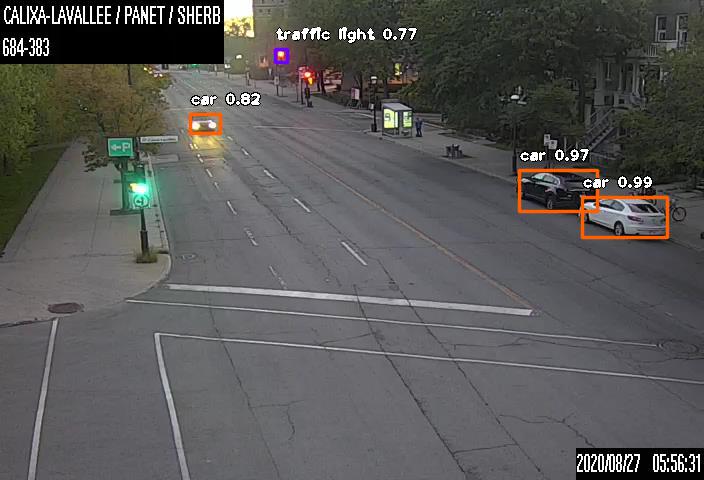 CALIXA-LAVALLEE / PANET / SHERB
684-383
traffic light 0.77
car 0.82
car 0.97
car 0.99
P
2020/08/27 05:56:31